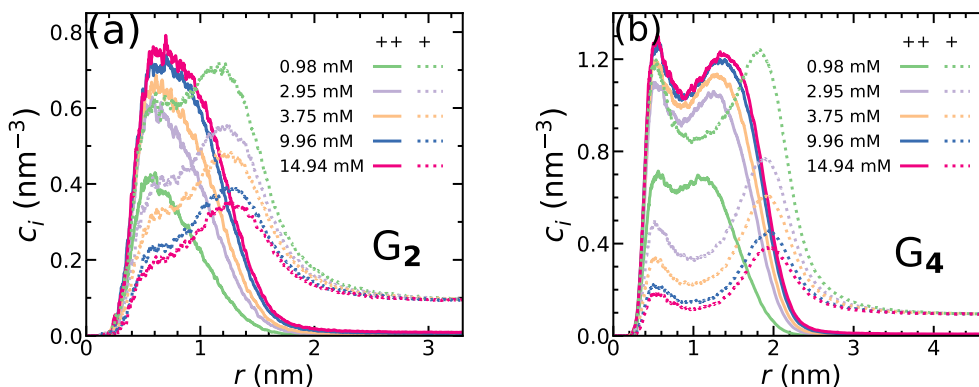 (a)
++ +
0.98 mM
2.95 mM
3.75 mM
9.96 mM
14.94 mM
G₂
0.8
0.6
0.4
0.2
0.0
0 1 2 3
cᵢ (nm⁻³)
r (nm)
(b)
++ +
0.98 mM
2.95 mM
3.75 mM
9.96 mM
14.94 mM
G₄
1.2
0.8
0.4
0.0
0 1 2 3 4
cᵢ (nm⁻³)
r (nm)